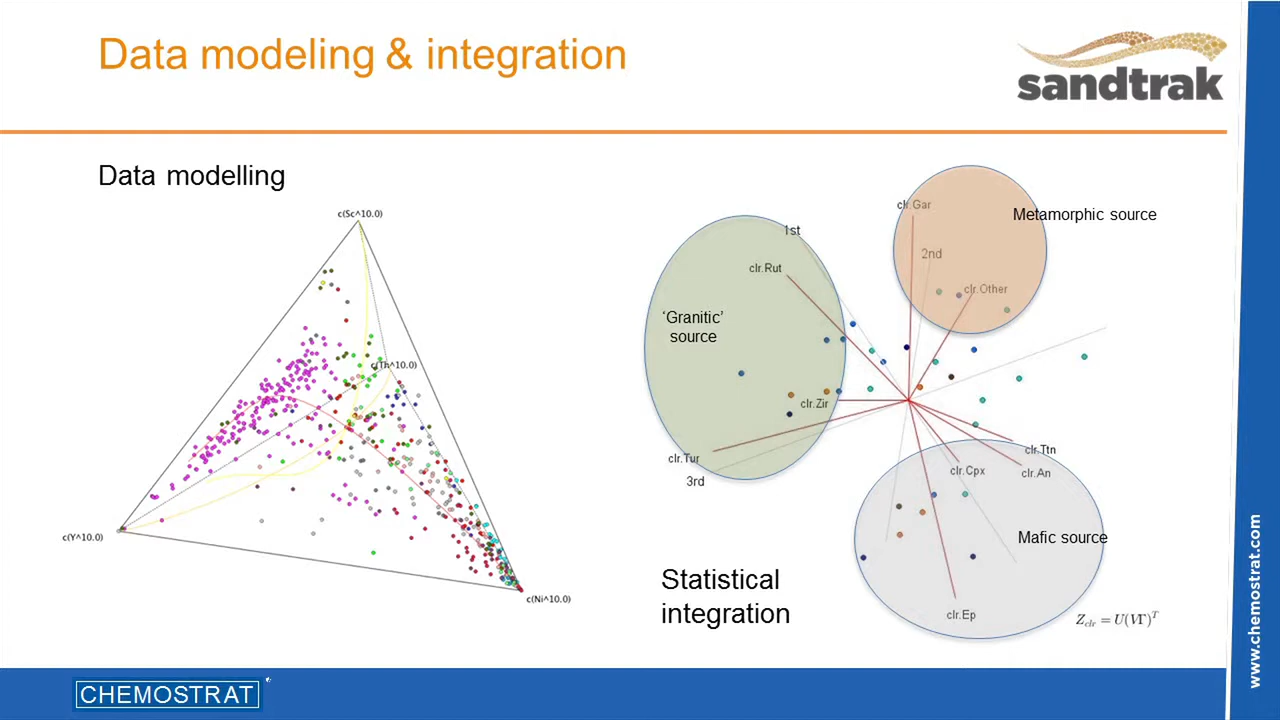 Data modeling & integration
sandtrak
Data modelling
c(Sc^10.0)
c(Th^10.0)
c(Y^10.0)
c(Ni^10.0)
clr.Gar
Metamorphic source
1st
2nd
clr.Rut
clr.Other
‘Granitic’
source
clr.Zir
clr.Tur
3rd
clr.Ttn
clr.Cpx
clr.An
Mafic source
clr.Ep
Statistical
integration
Z_clr = U(VΓ)^T
www.chemostrat.com
CHEMOSTRAT